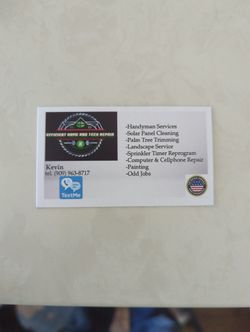 EFFICIENT HOME AND TECH REPAIR
Kevin
tel: (909) 963-8717
TextMe
-Handyman Services
-Solar Panel Cleaning
-Palm Tree Trimming
-Landscape Service
-Sprinkler Timer Reprogram
-Computer & Cellphone Repair
-Painting
-Odd Jobs